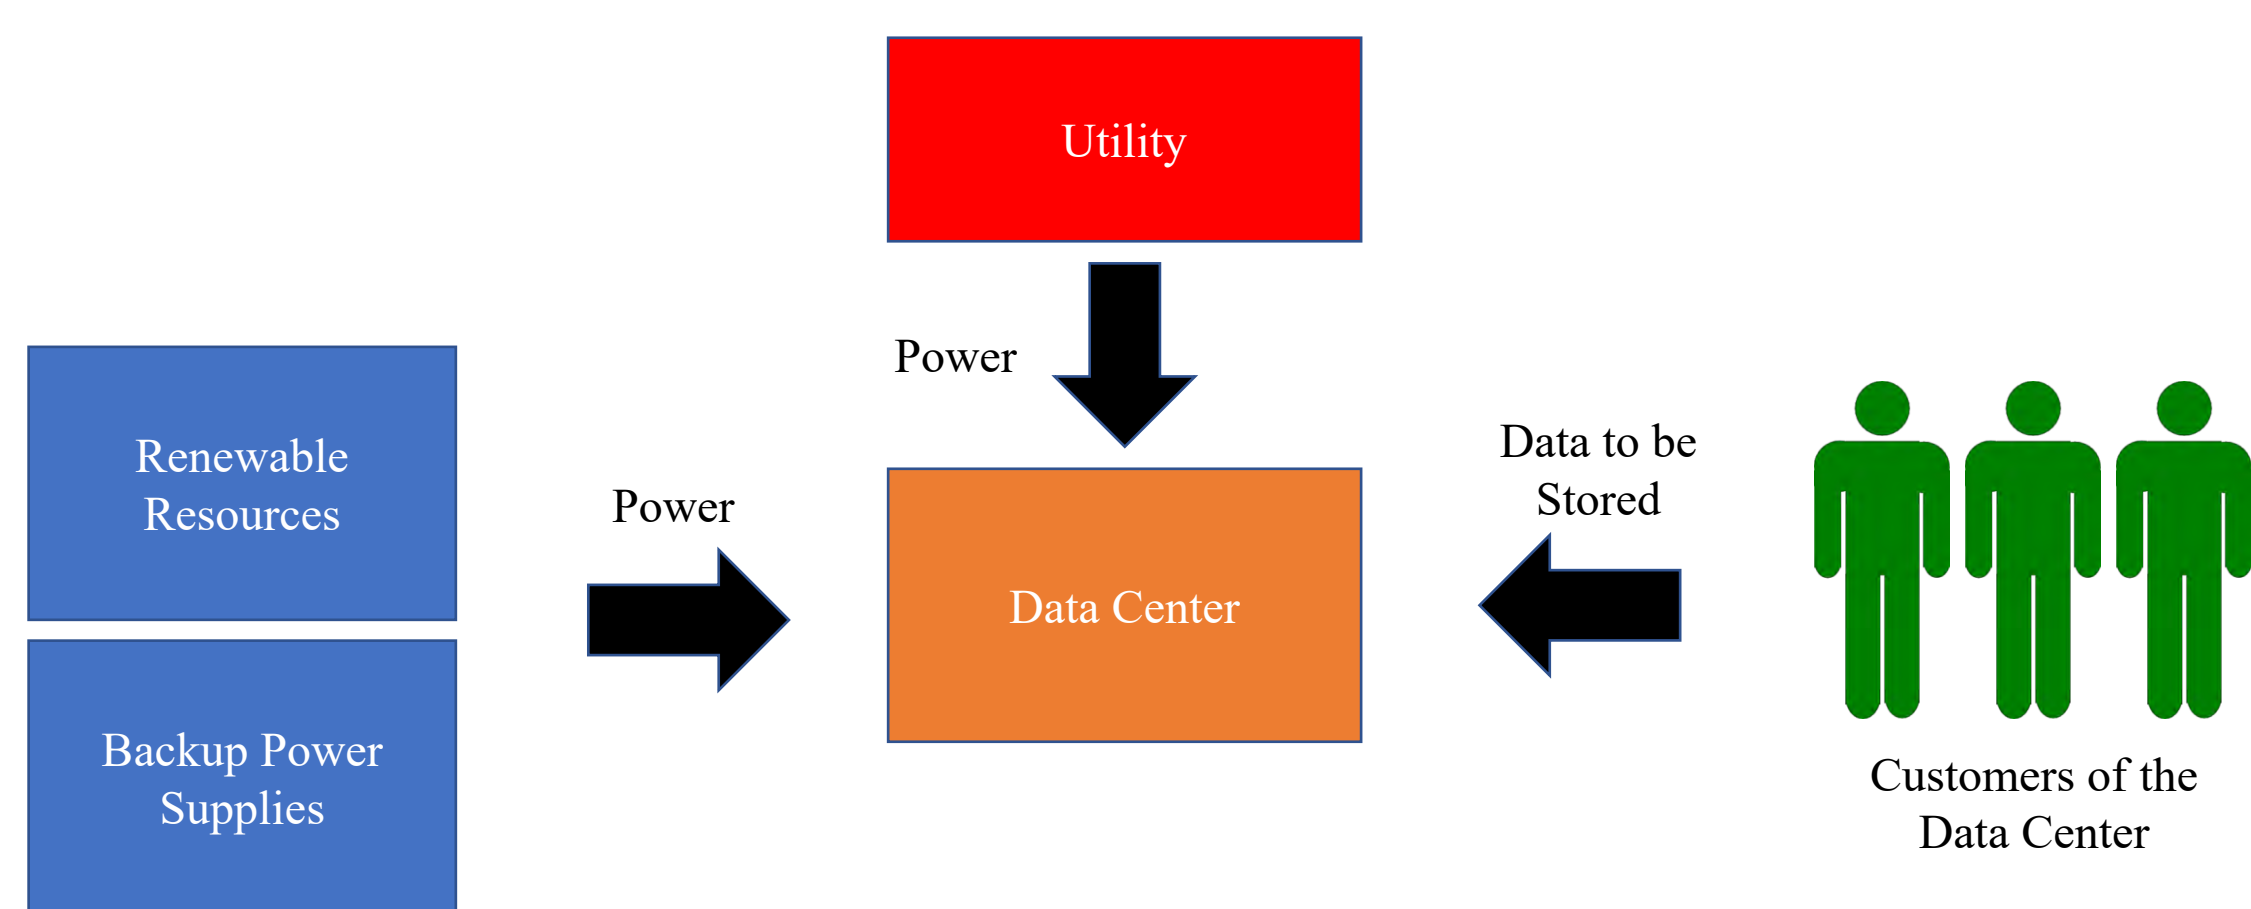 Utility
Power
Renewable
Resources
Power
Data Center
Data to be
Stored
Backup Power
Supplies
Customers of the
Data Center